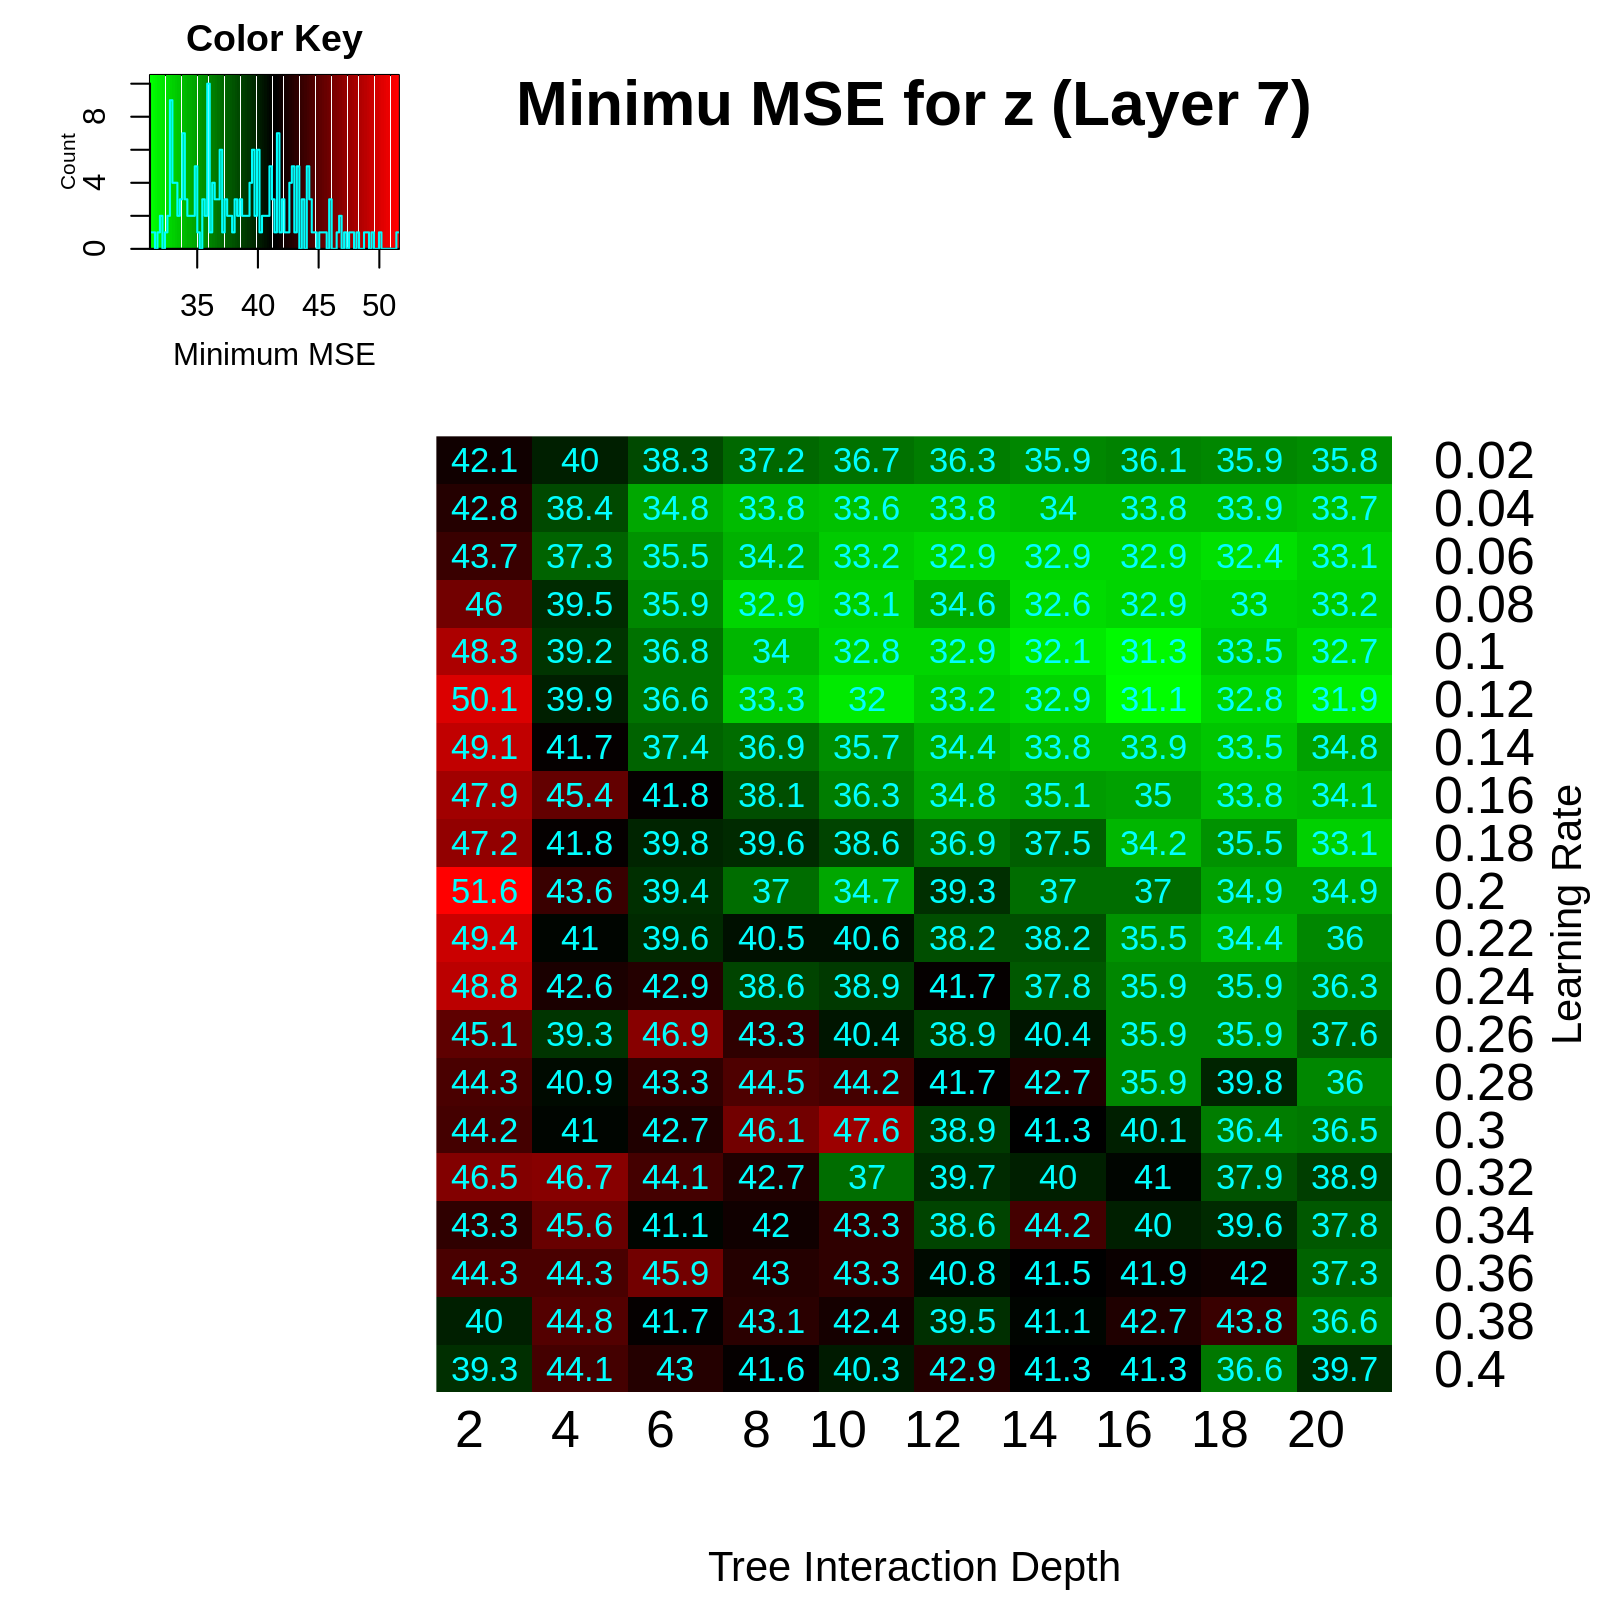 Color Key
Minimu MSE for z (Layer 7)
Count
0 4 8
35 40 45 50
Minimum MSE
42.1 40 38.3 37.2 36.7 36.3 35.9 36.1 35.9 35.8 0.02
42.8 38.4 34.8 33.8 33.6 33.8 34 33.8 33.9 33.7 0.04
43.7 37.3 35.5 34.2 33.2 32.9 32.9 32.9 32.4 33.1 0.06
46 39.5 35.9 32.9 33.1 34.6 32.6 32.9 33 33.2 0.08
48.3 39.2 36.8 34 32.8 32.9 32.1 31.3 33.5 32.7 0.1
50.1 39.9 36.6 33.3 32 33.2 32.9 31.1 32.8 31.9 0.12
49.1 41.7 37.4 36.9 35.7 34.4 33.8 33.9 33.5 34.8 0.14
47.9 45.4 41.8 38.1 36.3 34.8 35.1 35 33.8 34.1 0.16
47.2 41.8 39.8 39.6 38.6 36.9 37.5 34.2 35.5 33.1 0.18
51.6 43.6 39.4 37 34.7 39.3 37 37 34.9 34.9 0.2
49.4 41 39.6 40.5 40.6 38.2 38.2 35.5 34.4 36 0.22
48.8 42.6 42.9 38.6 38.9 41.7 37.8 35.9 35.9 36.3 0.24
45.1 39.3 46.9 43.3 40.4 38.9 40.4 35.9 35.9 37.6 0.26
44.3 40.9 43.3 44.5 44.2 41.7 42.7 35.9 39.8 36 0.28
44.2 41 42.7 46.1 47.6 38.9 41.3 40.1 36.4 36.5 0.3
46.5 46.7 44.1 42.7 37 39.7 40 41 37.9 38.9 0.32
43.3 45.6 41.1 42 43.3 38.6 44.2 40 39.6 37.8 0.34
44.3 44.3 45.9 43 43.3 40.8 41.5 41.9 42 37.3 0.36
40 44.8 41.7 43.1 42.4 39.5 41.1 42.7 43.8 36.6 0.38
39.3 44.1 43 41.6 40.3 42.9 41.3 41.3 36.6 39.7 0.4
Learning Rate
2 4 6 8 10 12 14 16 18 20
Tree Interaction Depth